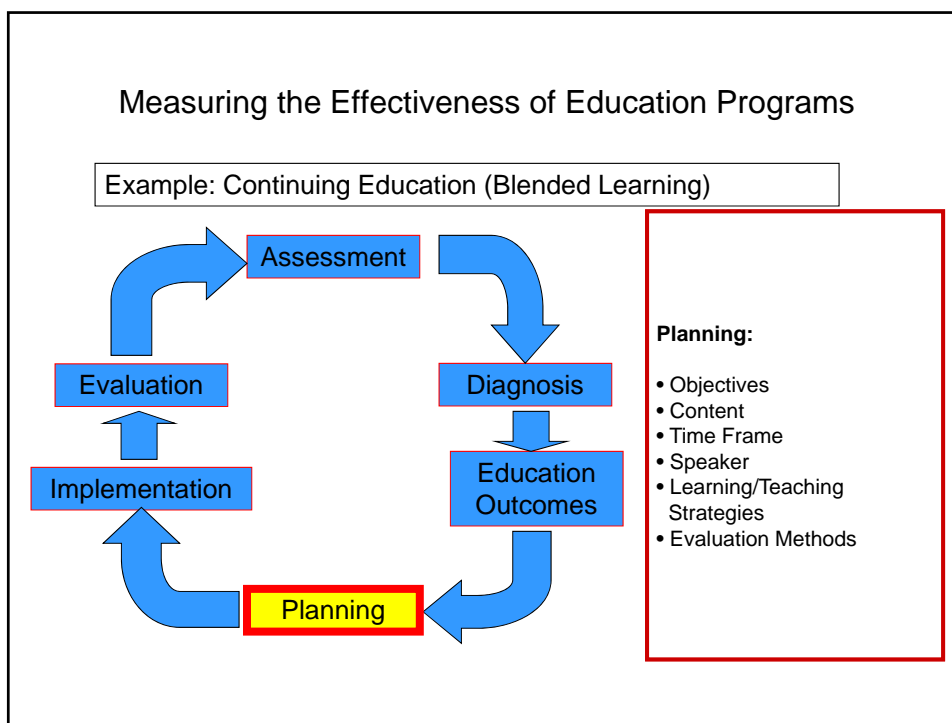 Measuring the Effectiveness of Education Programs
Example: Continuing Education (Blended Learning)
Assessment
Diagnosis
Education
Outcomes
Planning
Implementation
Evaluation
Planning:
• Objectives
• Content
• Time Frame
• Speaker
• Learning/Teaching
Strategies
• Evaluation Methods